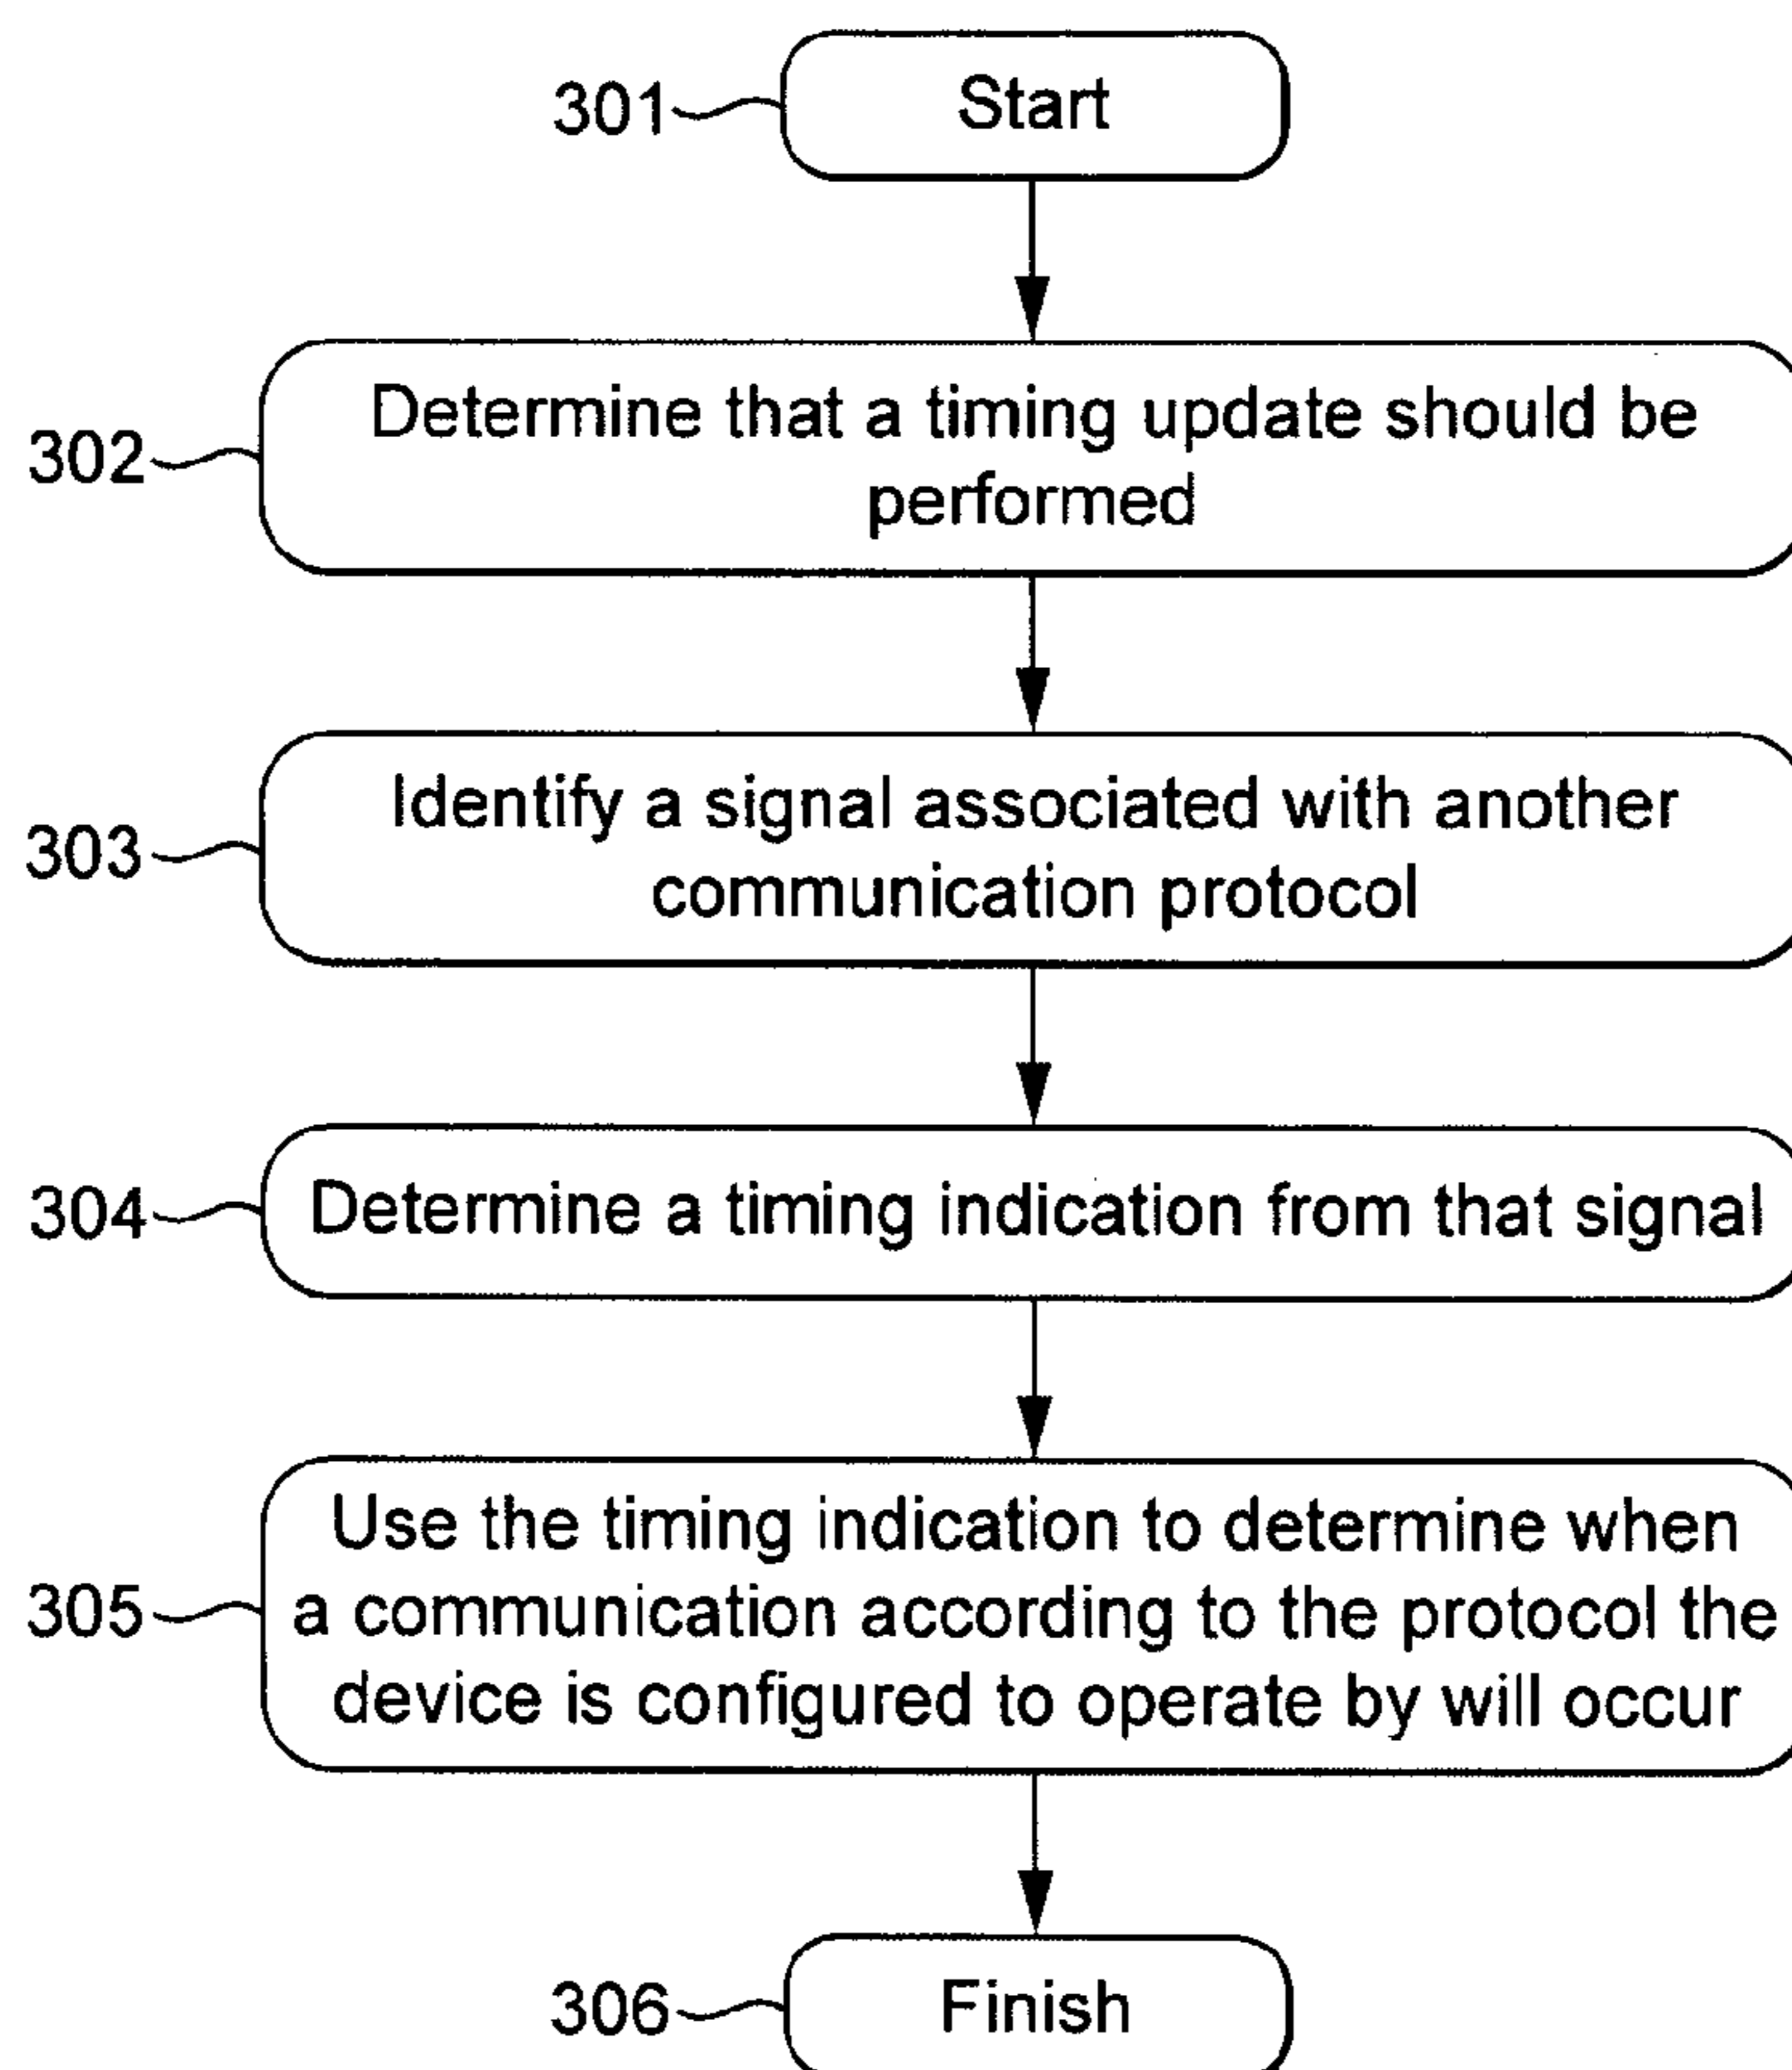 301
Start
302
Determine that a timing update should be
performed
303
Identify a signal associated with another
communication protocol
304
Determine a timing indication from that signal
305
Use the timing indication to determine when
a communication according to the protocol the
device is configured to operate by will occur
306
Finish